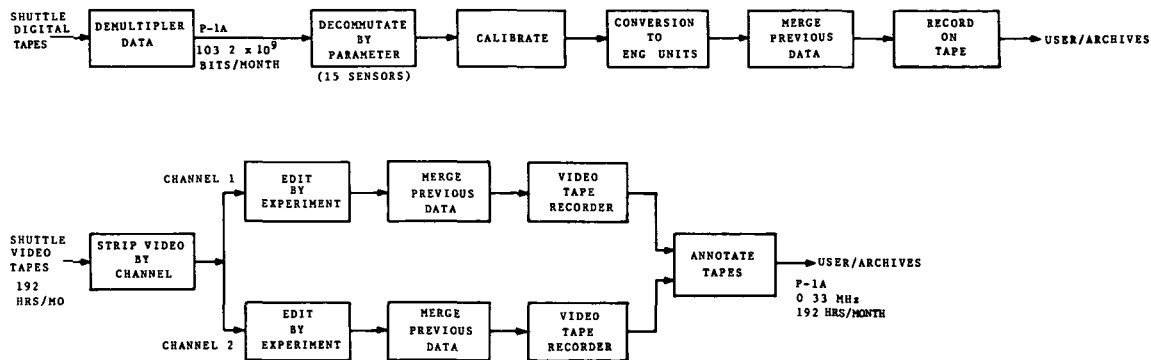 SHUTTLE
DIGITAL
TAPES
DEMULTIPLER
DATA
P-1A
103 2 x 10⁹
BITS/MONTH
DECOMMUTATE
BY
PARAMETER
(15 SENSORS)
CALIBRATE
CONVERSION
TO
ENG UNITS
MERGE
PREVIOUS
DATA
RECORD
ON
TAPE
USER/ARCHIVES
SHUTTLE
VIDEO
TAPES
192
HRS/MO
STRIP VIDEO
BY
CHANNEL
CHANNEL 1
EDIT
BY
EXPERIMENT
MERGE
PREVIOUS
DATA
VIDEO
TAPE
RECORDER
CHANNEL 2
EDIT
BY
EXPERIMENT
MERGE
PREVIOUS
DATA
VIDEO
TAPE
RECORDER
ANNOTATE
TAPES
USER/ARCHIVES
P-1A
0 33 MHz
192 HRS/MONTH